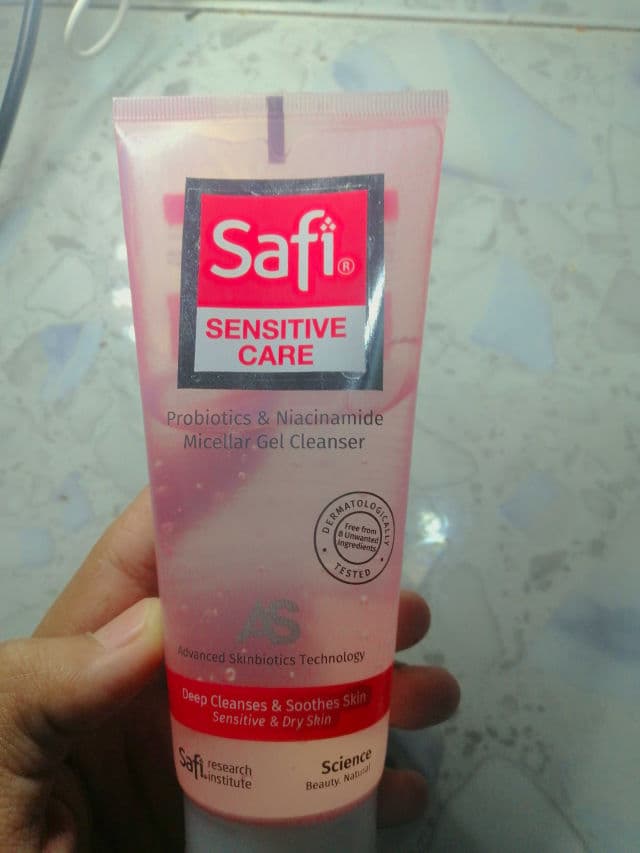 Safi®
SENSITIVE
CARE
Probiotics & Niacinamide
Micellar Gel Cleanser
DERMATOLOGICALLY
Free from
8 Unwanted
ingredients
TESTED
AS
Advanced Skinbiotics Technology
Deep Cleanses & Soothes Skin
Sensitive & Dry Skin
Safi® research
institute
Science
Beauty. Natural